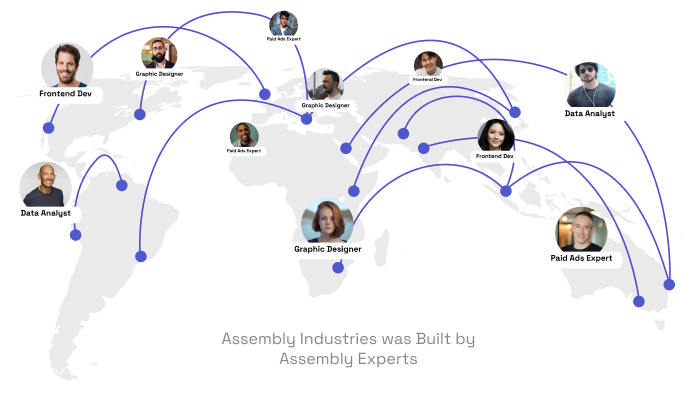 Paid Ads Expert
Graphic Designer
Frontend Dev
Frontend Dev
Graphic Designer
Data Analyst
Paid Ads Expert
Frontend Dev
Data Analyst
Graphic Designer
Paid Ads Expert
Assembly Industries was Built by
Assembly Experts